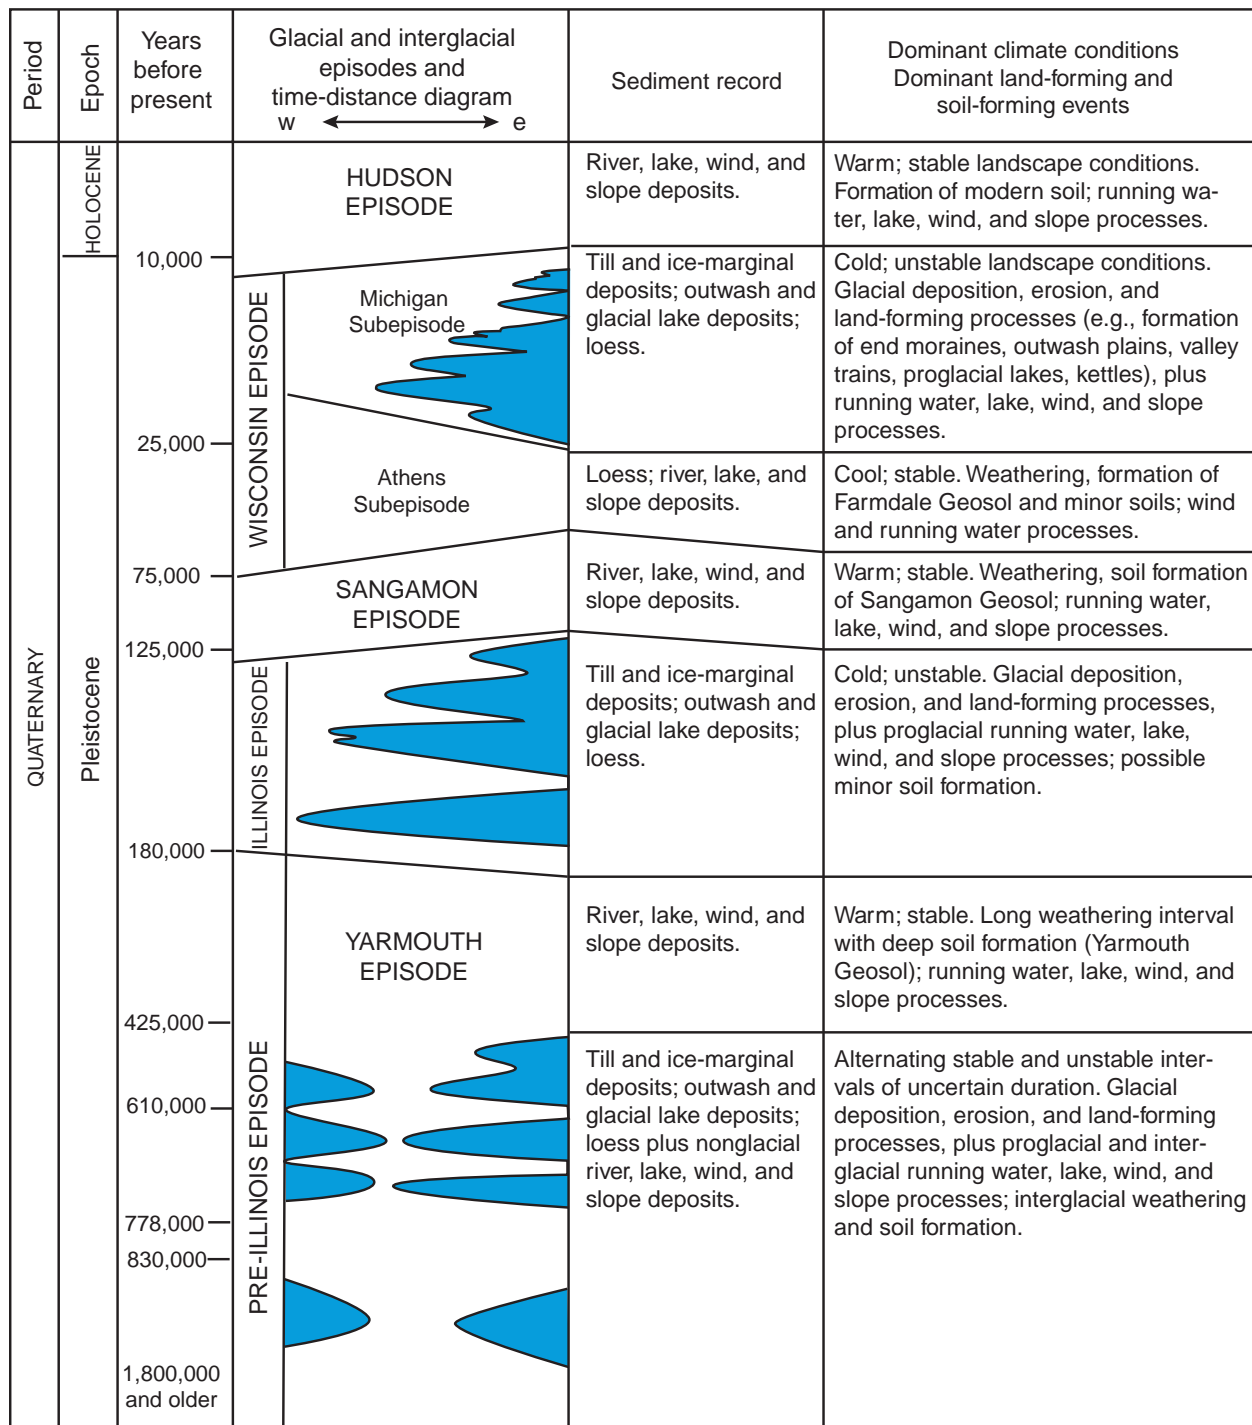 Period
Epoch
Years
before
present
Glacial and interglacial
episodes and
time-distance diagram
w e
Sediment record
Dominant climate conditions
Dominant land-forming and
soil-forming events
QUATERNARY
HOLOCENE
Pleistocene
10,000
25,000
75,000
125,000
180,000
425,000
610,000
778,000
830,000
1,800,000
and older
HUDSON
EPISODE
River, lake, wind, and
slope deposits.
Warm; stable landscape conditions.
Formation of modern soil; running wa-
ter, lake, wind, and slope processes.
WISCONSIN EPISODE
Michigan
Subepisode
Till and ice-marginal
deposits; outwash and
glacial lake deposits;
loess.
Cold; unstable landscape conditions.
Glacial deposition, erosion, and
land-forming processes (e.g., formation
of end moraines, outwash plains, valley
trains, proglacial lakes, kettles), plus
running water, lake, wind, and slope
processes.
Athens
Subepisode
Loess; river, lake, and
slope deposits.
Cool; stable. Weathering, formation of
Farmdale Geosol and minor soils; wind
and running water processes.
SANGAMON
EPISODE
River, lake, wind, and
slope deposits.
Warm; stable. Weathering, soil formation
of Sangamon Geosol; running water,
lake, wind, and slope processes.
ILLINOIS EPISODE
Till and ice-marginal
deposits; outwash and
glacial lake deposits;
loess.
Cold; unstable. Glacial deposition,
erosion, and land-forming processes,
plus proglacial running water, lake,
wind, and slope processes; possible
minor soil formation.
YARMOUTH
EPISODE
River, lake, wind, and
slope deposits.
Warm; stable. Long weathering interval
with deep soil formation (Yarmouth
Geosol); running water, lake, wind, and
slope processes.
PRE-ILLINOIS EPISODE
Till and ice-marginal
deposits; outwash and
glacial lake deposits;
loess plus nonglacial
river, lake, wind, and
slope deposits.
Alternating stable and unstable inter-
vals of uncertain duration. Glacial
deposition, erosion, and land-forming
processes, plus proglacial and inter-
glacial running water, lake, wind, and
slope processes; interglacial weathering
and soil formation.